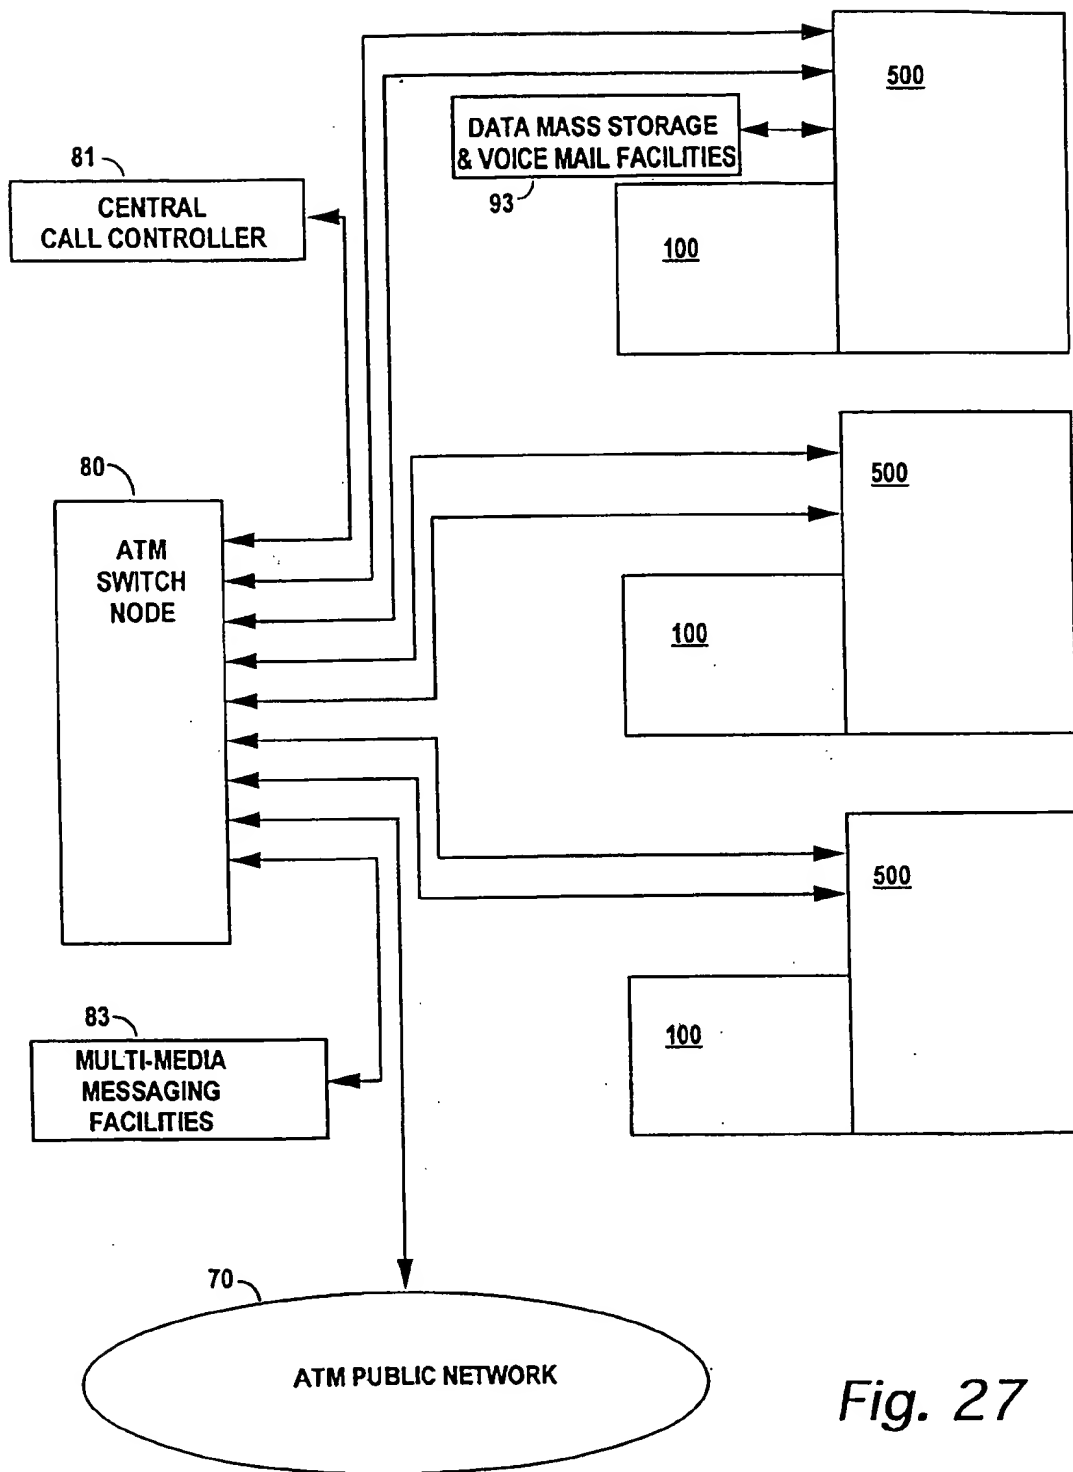 500
DATA MASS STORAGE
& VOICE MAIL FACILITIES
93
81
CENTRAL
CALL CONTROLLER
100
80
ATM
SWITCH
NODE
500
100
500
100
83
MULTI-MEDIA
MESSAGING
FACILITIES
70
ATM PUBLIC NETWORK
Fig. 27